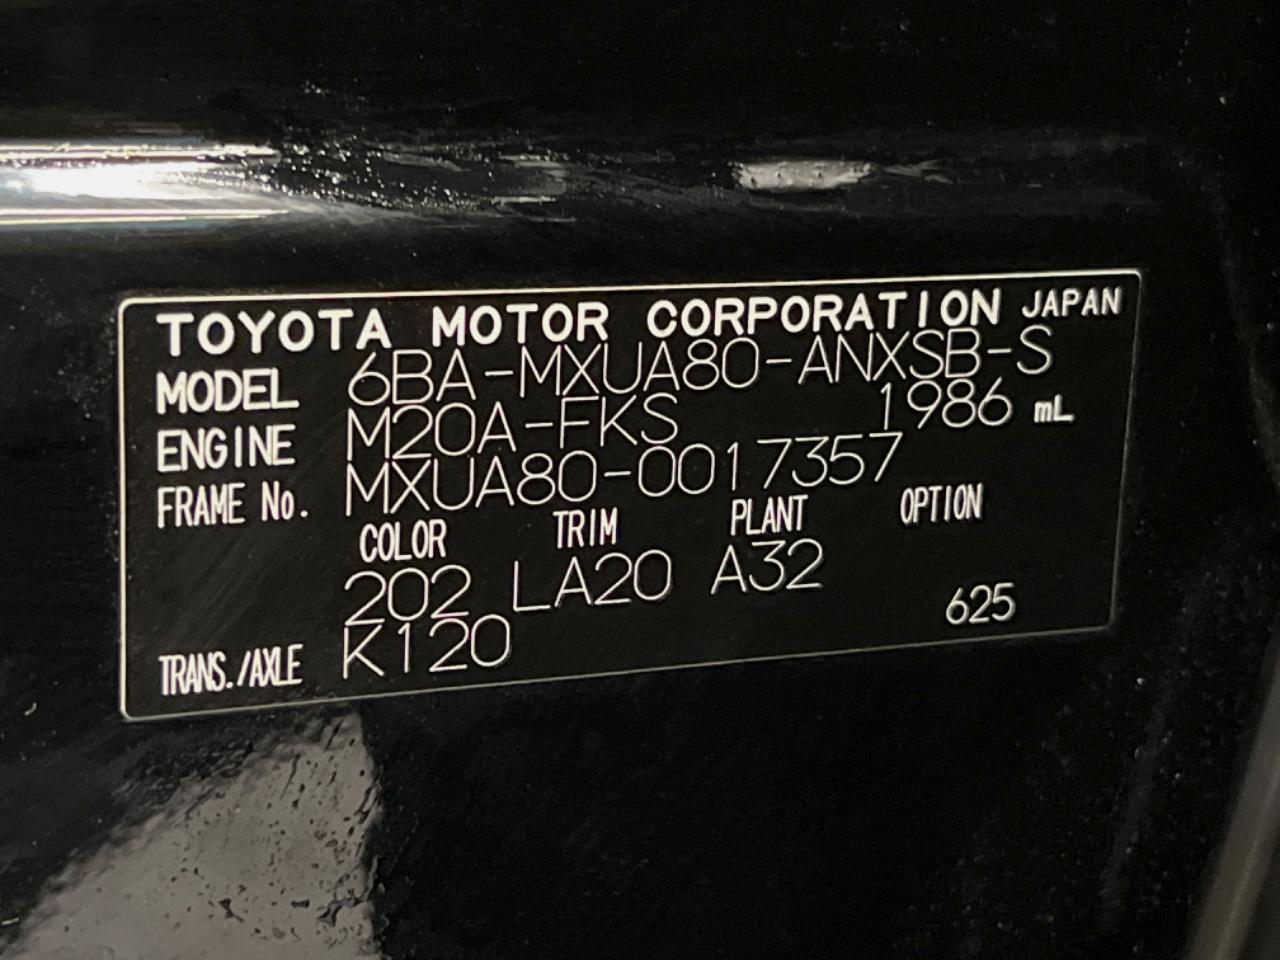 TOYOTA MOTOR CORPORATION JAPAN
MODEL 6BA-MXUA80-ANXSB-S
ENGINE M20A-FKS 1986 mL
FRAME No. MXUA80-0017357
COLOR TRIM PLANT OPTION
202 LA20 A32
TRANS./AXLE K120 625